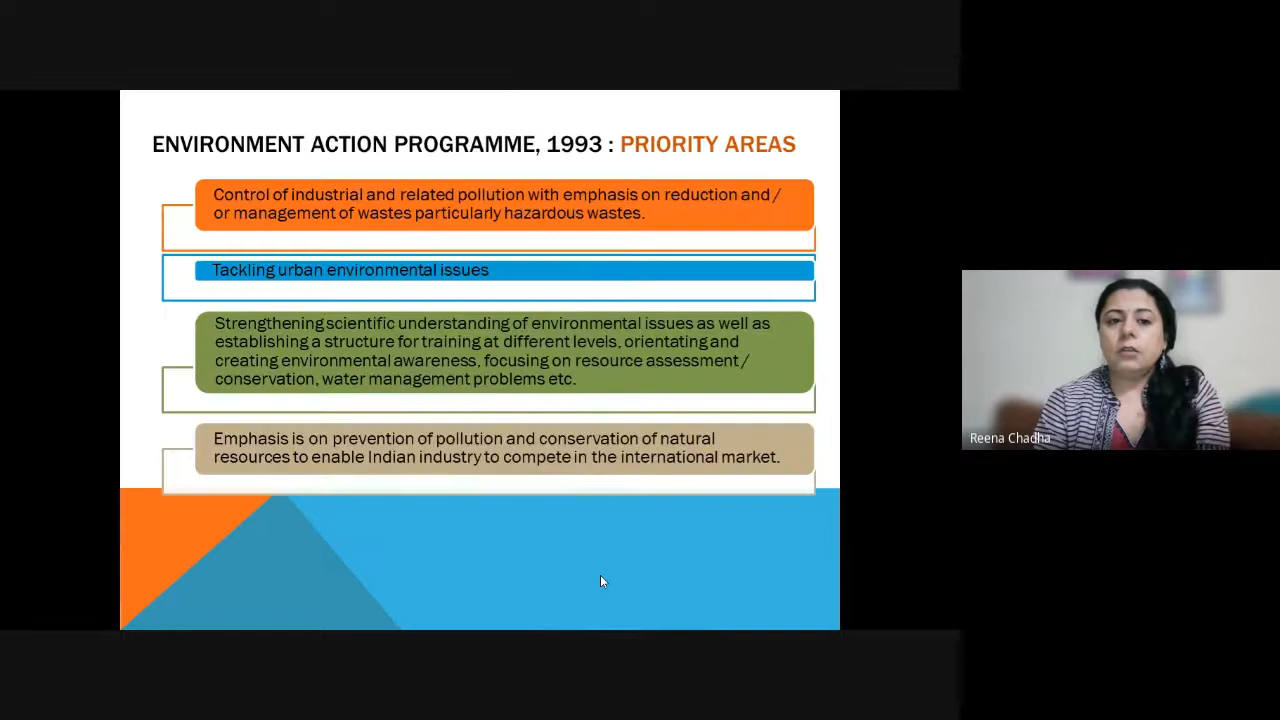 ENVIRONMENT ACTION PROGRAMME, 1993 : PRIORITY AREAS
Control of industrial and related pollution with emphasis on reduction and /
or management of wastes particularly hazardous wastes.
Tackling urban environmental issues
Strengthening scientific understanding of environmental issues as well as
establishing a structure for training at different levels, orientating and
creating environmental awareness, focusing on resource assessment /
conservation, water management problems etc.
Emphasis is on prevention of pollution and conservation of natural
resources to enable Indian industry to compete in the international market.
Reena Chadha